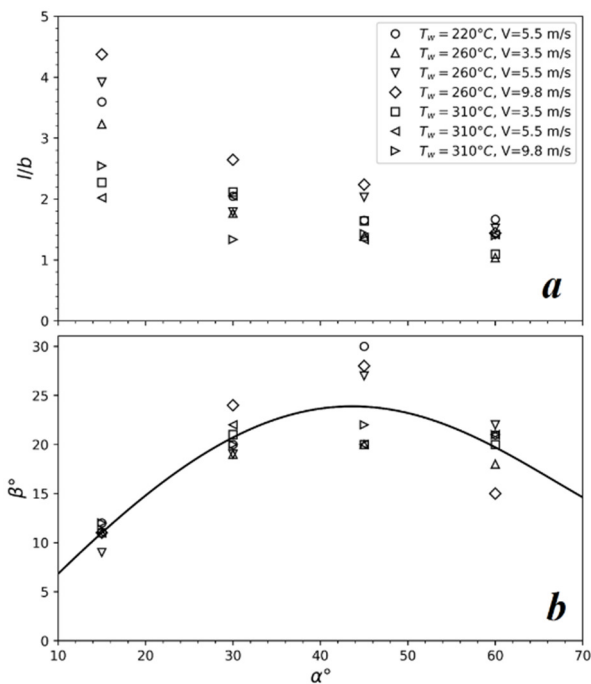 5
4
3
2
1
0
l/b
T_w = 220°C, V=5.5 m/s
T_w = 260°C, V=3.5 m/s
T_w = 260°C, V=5.5 m/s
T_w = 260°C, V=9.8 m/s
T_w = 310°C, V=3.5 m/s
T_w = 310°C, V=5.5 m/s
T_w = 310°C, V=9.8 m/s
a
30
25
20
15
10
5
0
β°
b
10 20 30 40 50 60 70
α°